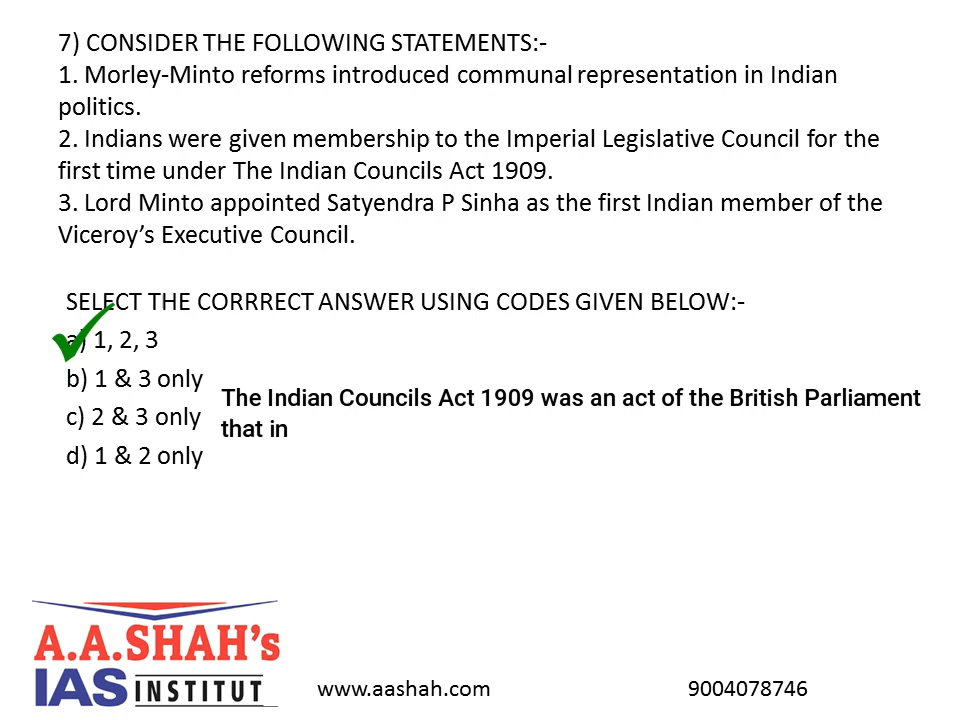 7) CONSIDER THE FOLLOWING STATEMENTS:-
1. Morley-Minto reforms introduced communal representation in Indian
politics.
2. Indians were given membership to the Imperial Legislative Council for the
first time under The Indian Councils Act 1909.
3. Lord Minto appointed Satyendra P Sinha as the first Indian member of the
Viceroy's Executive Council.
SELECT THE CORRRECT ANSWER USING CODES GIVEN BELOW:-
a) 1, 2, 3
b) 1 & 3 only
c) 2 & 3 only
d) 1 & 2 only
The Indian Councils Act 1909 was an act of the British Parliament
that in
A.A.SHAH's
IAS INSTITUT
www.aashah.com 9004078746